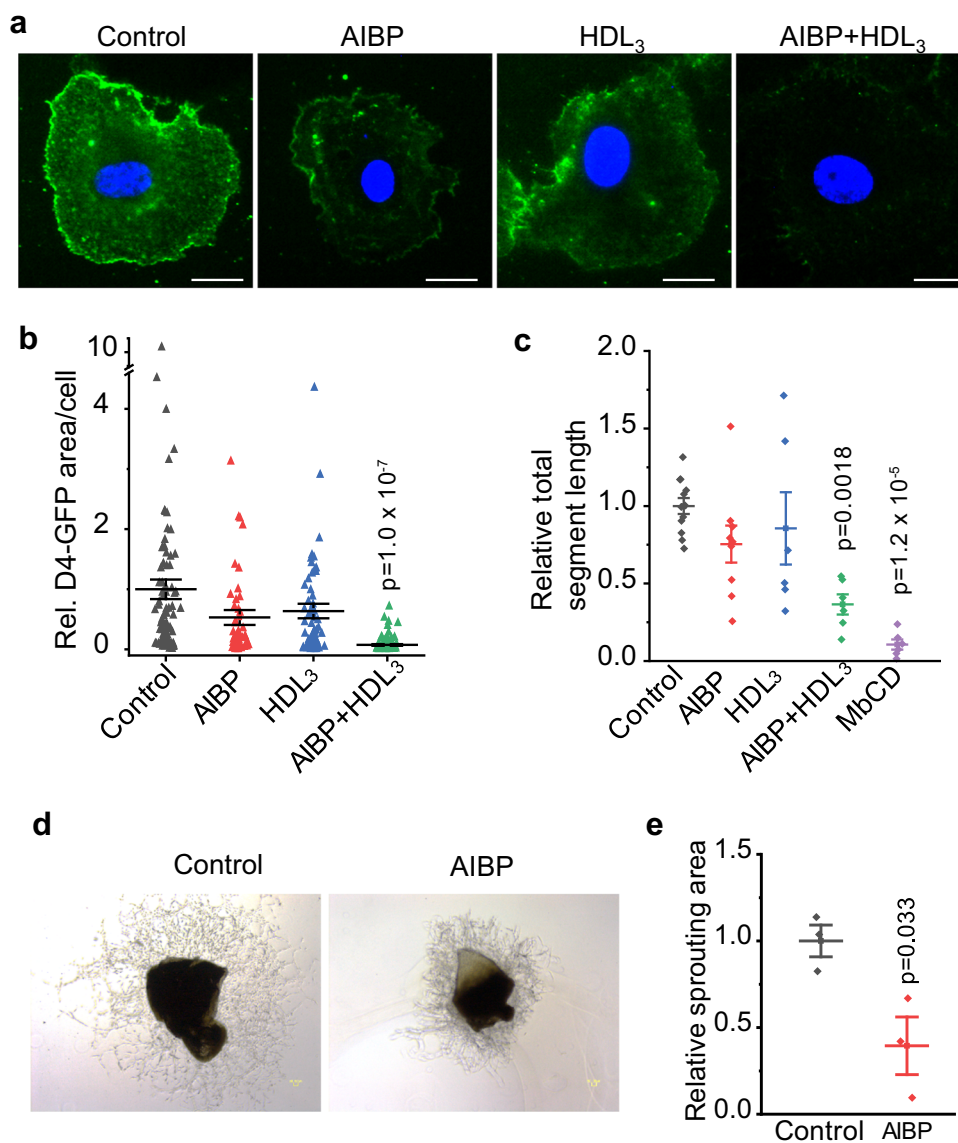 a
Control AIBP HDL₃ AIBP+HDL₃
b
Rel. D4-GFP area/cell
10
4
2
0
p=1.0 x 10⁻⁷
Control AIBP HDL³ AIBP+HDL³
c
Relative total
segment length
2.0
1.5
1.0
0.5
0.0
p=0.0018
p=1.2 x 10⁻⁵
Control AIBP HDL³ AIBP+HDL³ MbCD
d
Control AIBP
e
Relative sprouting area
1.5
1.0
0.5
0.0
p=0.033
Control AIBP